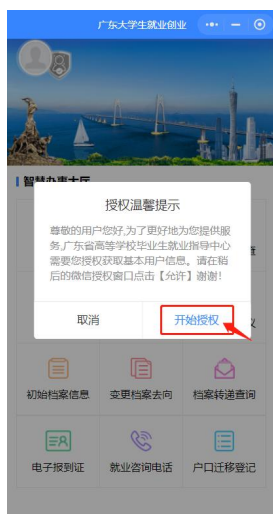 广东大学生就业创业
智慧办事大厅
授权温馨提示
尊敬的用户您好,为了更好地为您提供服
务,广东省高等学校毕业生就业指导中心
需要您授权获取基本用户信息。请在稍
后的微信授权窗口点击【允许】谢谢!
取消
开始授权
初始档案信息
变更档案去向
档案转递查询
电子报到证
就业咨询电话
户口迁移登记